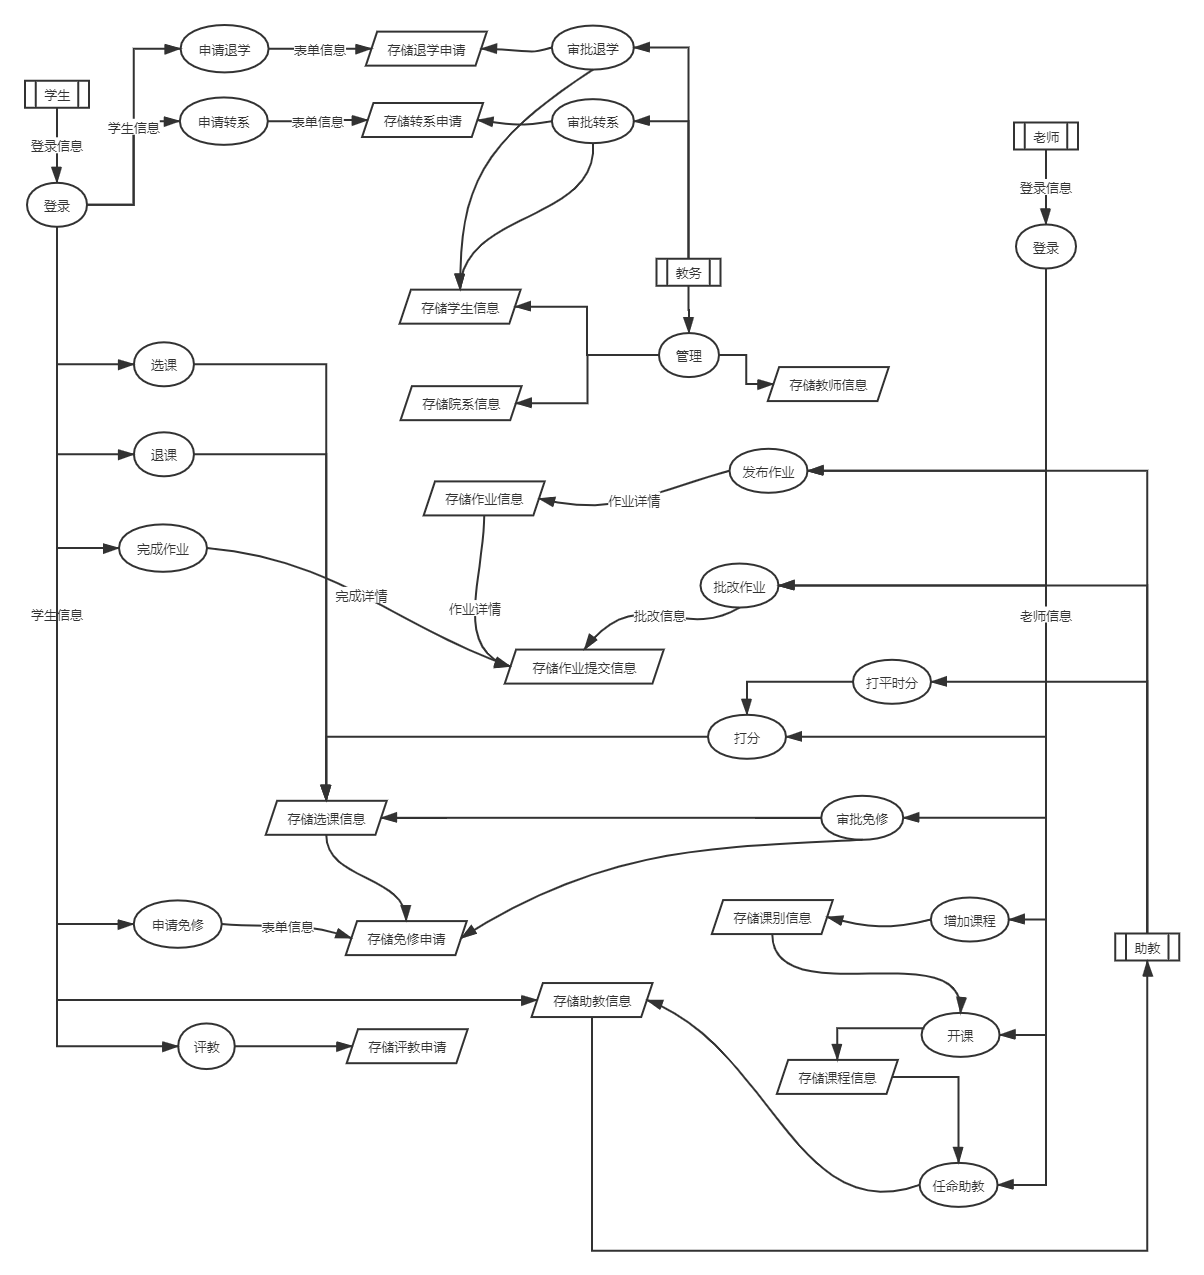 申请退学
表单信息
存储退学申请
审批退学
学生
学生信息
申请转系
表单信息
存储转系申请
审批转系
老师
登录信息
登录信息
登录
登录
教务
存储学生信息
管理
选课
存储院系信息
存储教师信息
退课
发布作业
存储作业信息
作业详情
完成作业
批改作业
完成详情
作业详情
学生信息
批改信息
老师信息
存储作业提交信息
打平时分
打分
存储选课信息
审批免修
申请免修
表单信息
存储免修申请
存储课别信息
增加课程
助教
存储助教信息
评教
存储评教申请
开课
存储课程信息
任命助教